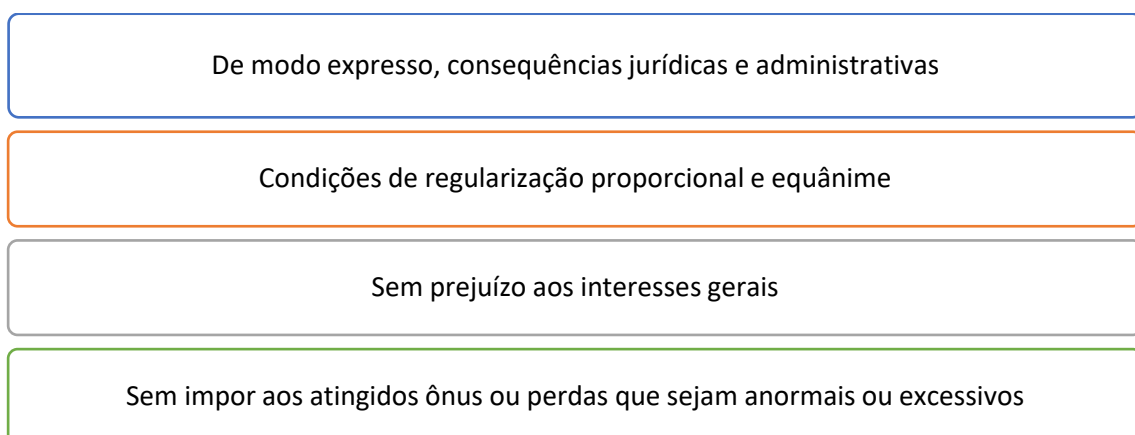 De modo expresso, consequências jurídicas e administrativas
Condições de regularização proporcional e equânime
Sem prejuízo aos interesses gerais
Sem impor aos atingidos ônus ou perdas que sejam anormais ou excessivos